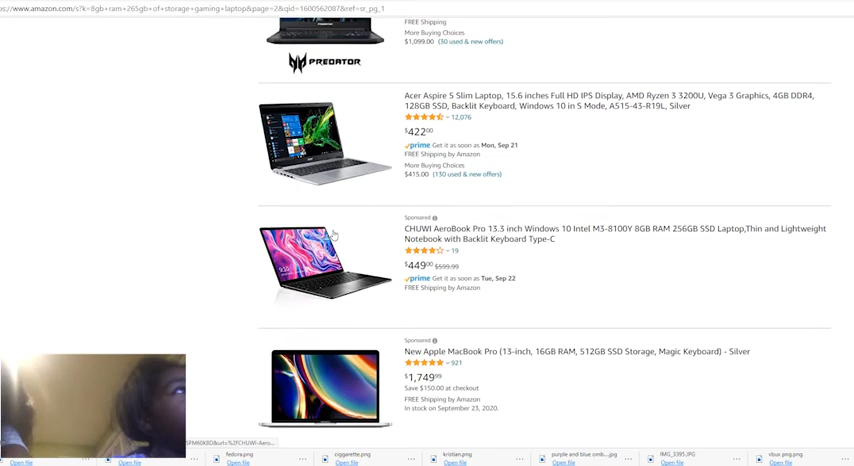 ps://www.amazon.com/s?k=8gb+ram+265gb+of+storage+gaming+laptop&page=2&qid=1600562087&ref=sr_pg_1
FREE Shipping
More Buying Choices
$1,099.00 (30 used & new offers)
PREDATOR
Acer Aspire 5 Slim Laptop, 15.6 inches Full HD IPS Display, AMD Ryzen 3 3200U, Vega 3 Graphics, 4GB DDR4,
128GB SSD, Backlit Keyboard, Windows 10 in S Mode, A515-43-R19L, Silver
12,076
$422 00
prime Get it as soon as Mon, Sep 21
FREE Shipping by Amazon
More Buying Choices
$415.00 (130 used & new offers)
Sponsored
CHUWI AeroBook Pro 13.3 inch Windows 10 Intel M3-8100Y 8GB RAM 256GB SSD Laptop,Thin and Lightweight
Notebook with Backlit Keyboard Type-C
19
$449 00 $599.99
prime Get it as soon as Tue, Sep 22
FREE Shipping by Amazon
Sponsored
New Apple MacBook Pro (13-inch, 16GB RAM, 512GB SSD Storage, Magic Keyboard) - Silver
921
$1,749 99
Save $150.00 at checkout
FREE Shipping by Amazon
In stock on September 23, 2020.
fedora.png
Open file
ciggarette.png
Open file
kristian.png
Open file
purple and blue omb....jpg
Open file
IMG_3395.JPG
Open file
vbux png.png
Open file
Open file
Open file